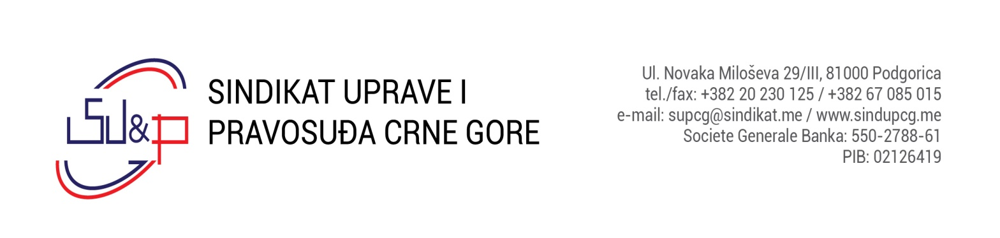 SU&P
SINDIKAT UPRAVE I
PRAVOSUĐA CRNE GORE
Ul. Novaka Miloševa 29/III, 81000 Podgorica
tel./fax: +382 20 230 125 / +382 67 085 015
e-mail: supcg@sindikat.me / www.sindupcg.me
Societe Generale Banka: 550-2788-61
PIB: 02126419